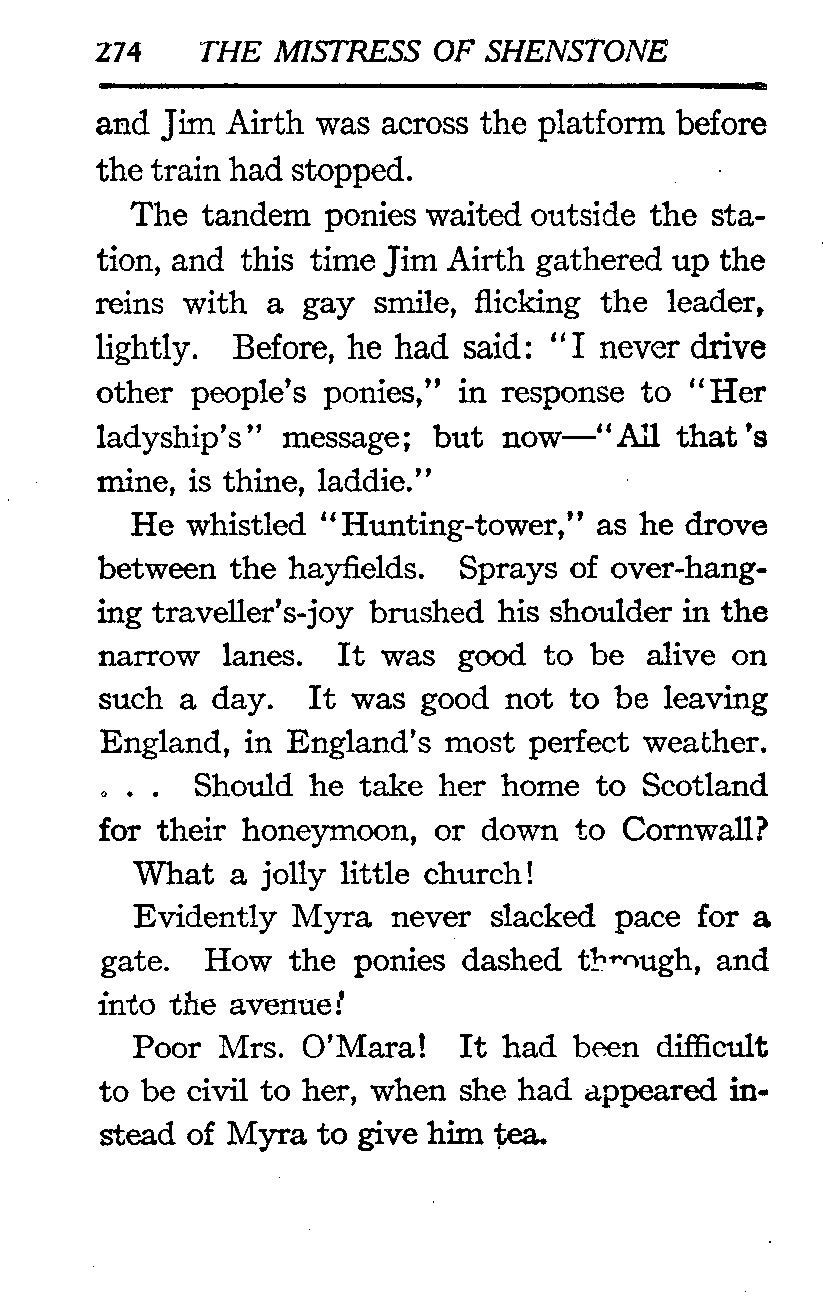 274 THE MISTRESS OF SHENSTONE
and Jim Airth was across the platform before
the train had stopped.
The tandem ponies waited outside the sta-
tion, and this time Jim Airth gathered up the
reins with a gay smile, flicking the leader,
lightly. Before, he had said: "I never drive
other people's ponies," in response to "Her
ladyship's" message; but now—"All that's
mine, is thine, laddie."
He whistled "Hunting-tower," as he drove
between the hayfields. Sprays of over-hang-
ing traveller's-joy brushed his shoulder in the
narrow lanes. It was good to be alive on
such a day. It was good not to be leaving
England, in England's most perfect weather.
. . . Should he take her home to Scotland
for their honeymoon, or down to Cornwall?
What a jolly little church!
Evidently Myra never slacked pace for a
gate. How the ponies dashed through, and
into the avenue!
Poor Mrs. O'Mara! It had been difficult
to be civil to her, when she had appeared in-
stead of Myra to give him tea.